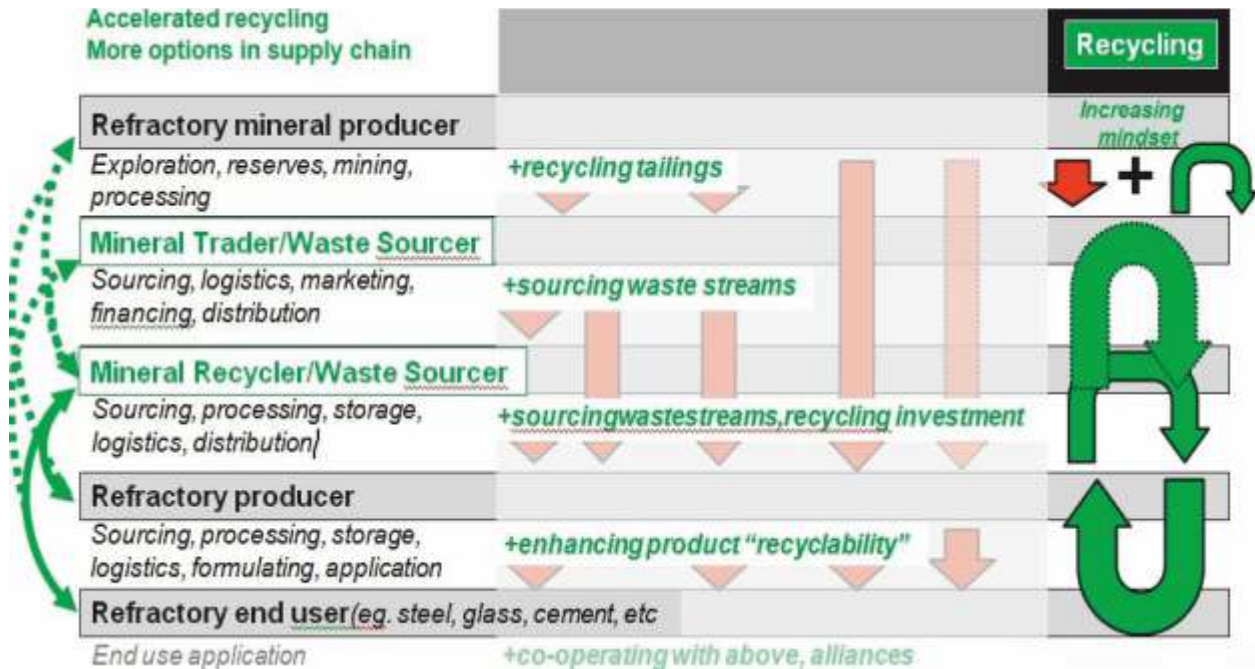 Accelerated recycling
More options in supply chain
Recycling
Refractory mineral producer
Increasing
mindset
Exploration, reserves, mining,
processing
+recycling tailings
+
Mineral Trader/Waste Sourcer
Sourcing, logistics, marketing,
financing, distribution
+sourcing waste streams
Mineral Recycler/Waste Sourcer
Sourcing, processing, storage,
logistics, distribution
+sourcingwastestreams,recycling investment
Refractory producer
Sourcing, processing, storage,
logistics, formulating, application
+enhancing product “recyclability”
Refractory end user(eg. steel, glass, cement, etc
End use application
+co-operating with above, alliances